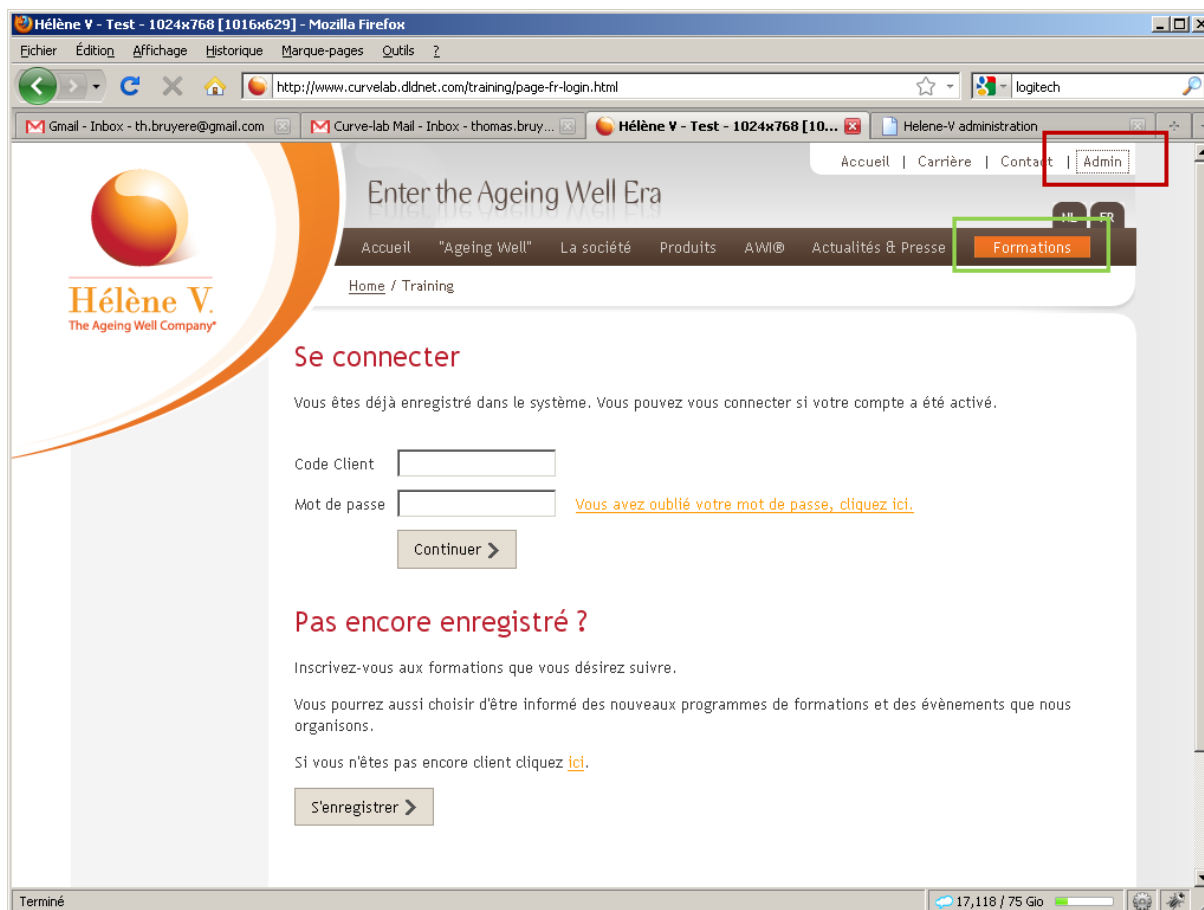 Hélène V - Test - 1024x768 [1016x629] - Mozilla Firefox
Fichier Édition Affichage Historique Marque-pages Outils ?
http://www.curvelab.dldnet.com/training/page-fr-login.html
logitech
Gmail - Inbox - th.bruyere@gmail.com
Curve-lab Mail - Inbox - thomas.bruy...
Hélène V - Test - 1024x768 [10...
Helene-V administration
Accueil | Carrière | Contact | Admin
Enter the Ageing Well Era
NL FR
Accueil "Ageing Well" La société Produits AWI® Actualités & Presse Formations
Home / Training
Hélène V.
The Ageing Well Company*
Se connecter
Vous êtes déjà enregistré dans le système. Vous pouvez vous connecter si votre compte a été activé.
Code Client
Mot de passe Vous avez oublié votre mot de passe, cliquez ici.
Continuer
Pas encore enregistré ?
Inscrivez-vous aux formations que vous désirez suivre.
Vous pourrez aussi choisir d'être informé des nouveaux programmes de formations et des évènements que nous
organisons.
Si vous n'êtes pas encore client cliquez ici.
S'enregistrer
Terminé
17,118 / 75 Gio